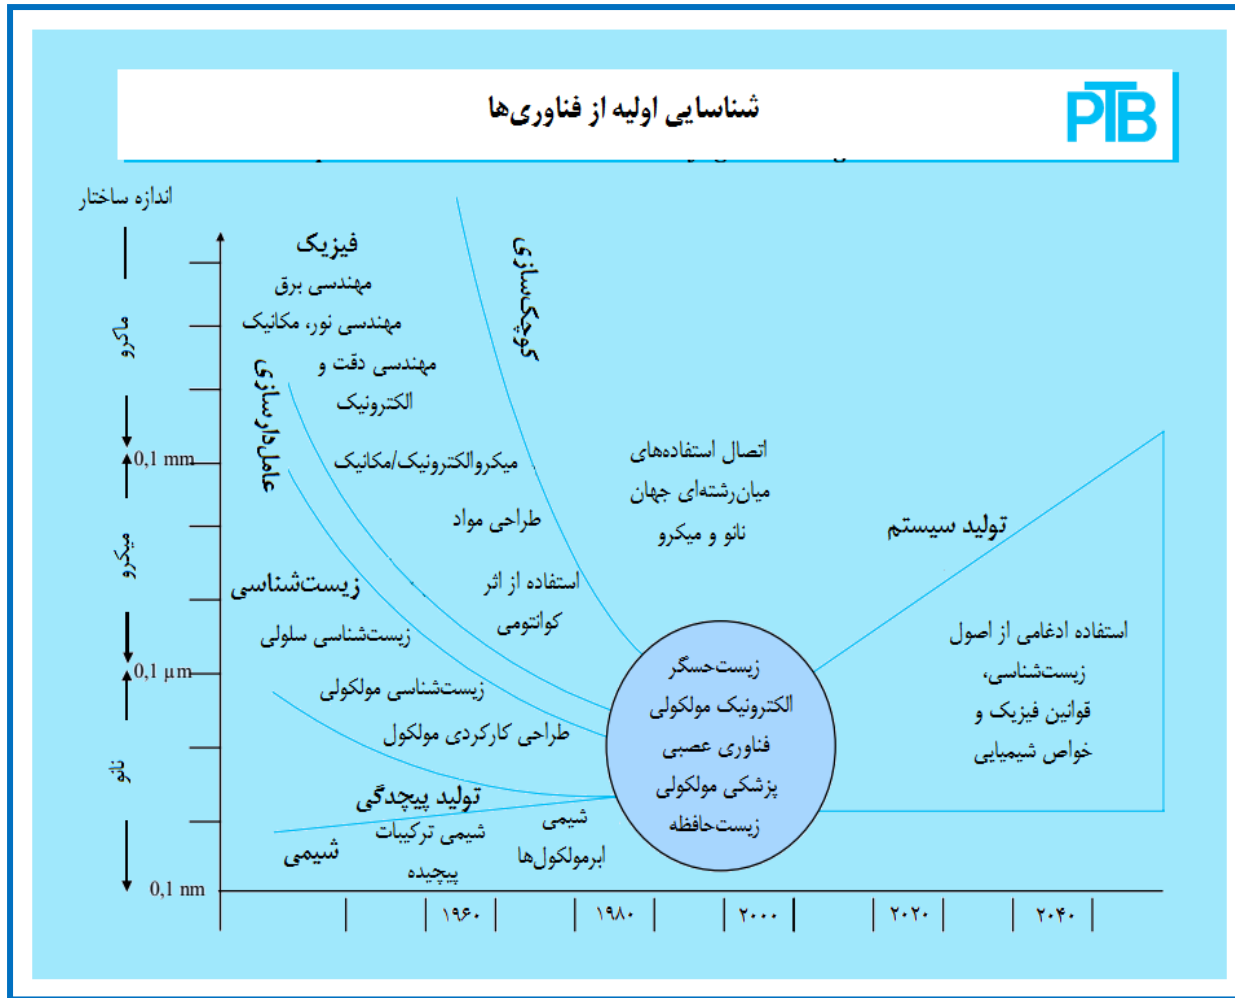 شناسایی اولیه از فناوری‌ها
PTB
اندازه ساختار
ماکرو
0,1 mm
میکرو
0,1 µm
نانو
0,1 nm
فیزیک
مهندسی برق
مهندسی نور، مکانیک
مهندسی دقت و
الکترونیک
کوچک‌سازی
عامل‌دارسازی
میکروالکترونیک/مکانیک
طراحی مواد
استفاده از اثر
کوانتومی
زیست‌شناسی
زیست‌شناسی سلولی
زیست‌شناسی مولکولی
طراحی کارکردی مولکول
تولید پیچدگی
شیمی
شیمی ترکیبات
پیچیده
شیمی
ابرمولکول‌ها
اتصال استفاده‌های
میان‌رشته‌ای جهان
نانو و میکرو
زیست‌حسگر
الکترونیک مولکولی
فناوری عصبی
پزشکی مولکولی
زیست‌حافظه
تولید سیستم
استفاده ادغامی از اصول
زیست‌شناسی،
قوانین فیزیک و
خواص شیمیایی
۱۹۶۰
۱۹۸۰
۲۰۰۰
۲۰۲۰
۲۰۴۰